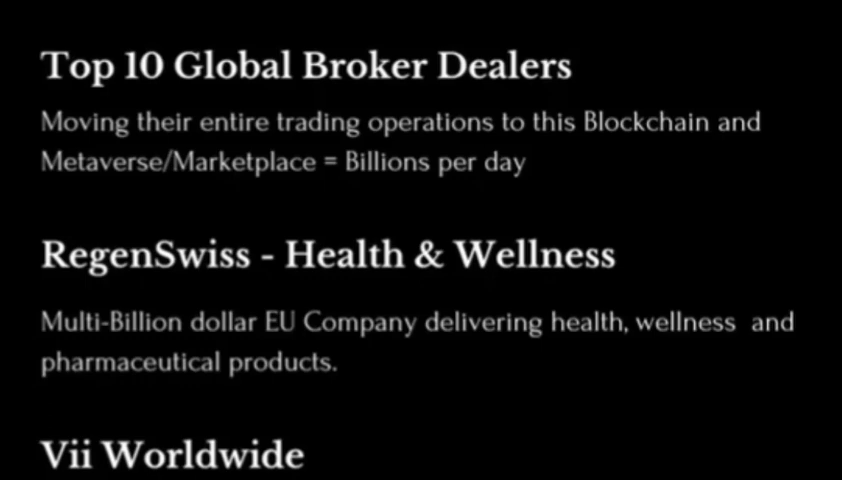 Top 10 Global Broker Dealers
Moving their entire trading operations to this Blockchain and
Metaverse/Marketplace = Billions per day
RegenSwiss - Health & Wellness
Multi-Billion dollar EU Company delivering health, wellness and
pharmaceutical products.
Vii Worldwide